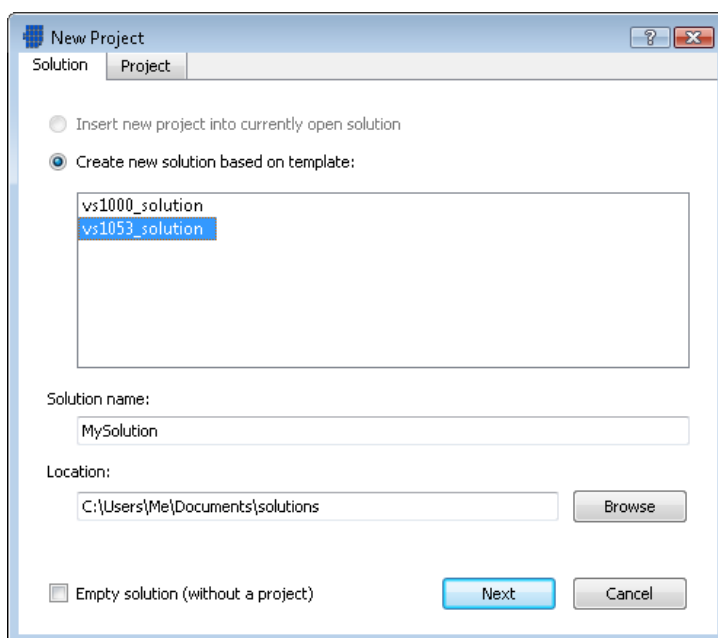 New Project
Solution Project
Insert new project into currently open solution
Create new solution based on template:
vs1000_solution
vs1053_solution
Solution name:
MySolution
Location:
C:\Users\Me\Documents\solutions Browse
Empty solution (without a project) Next Cancel